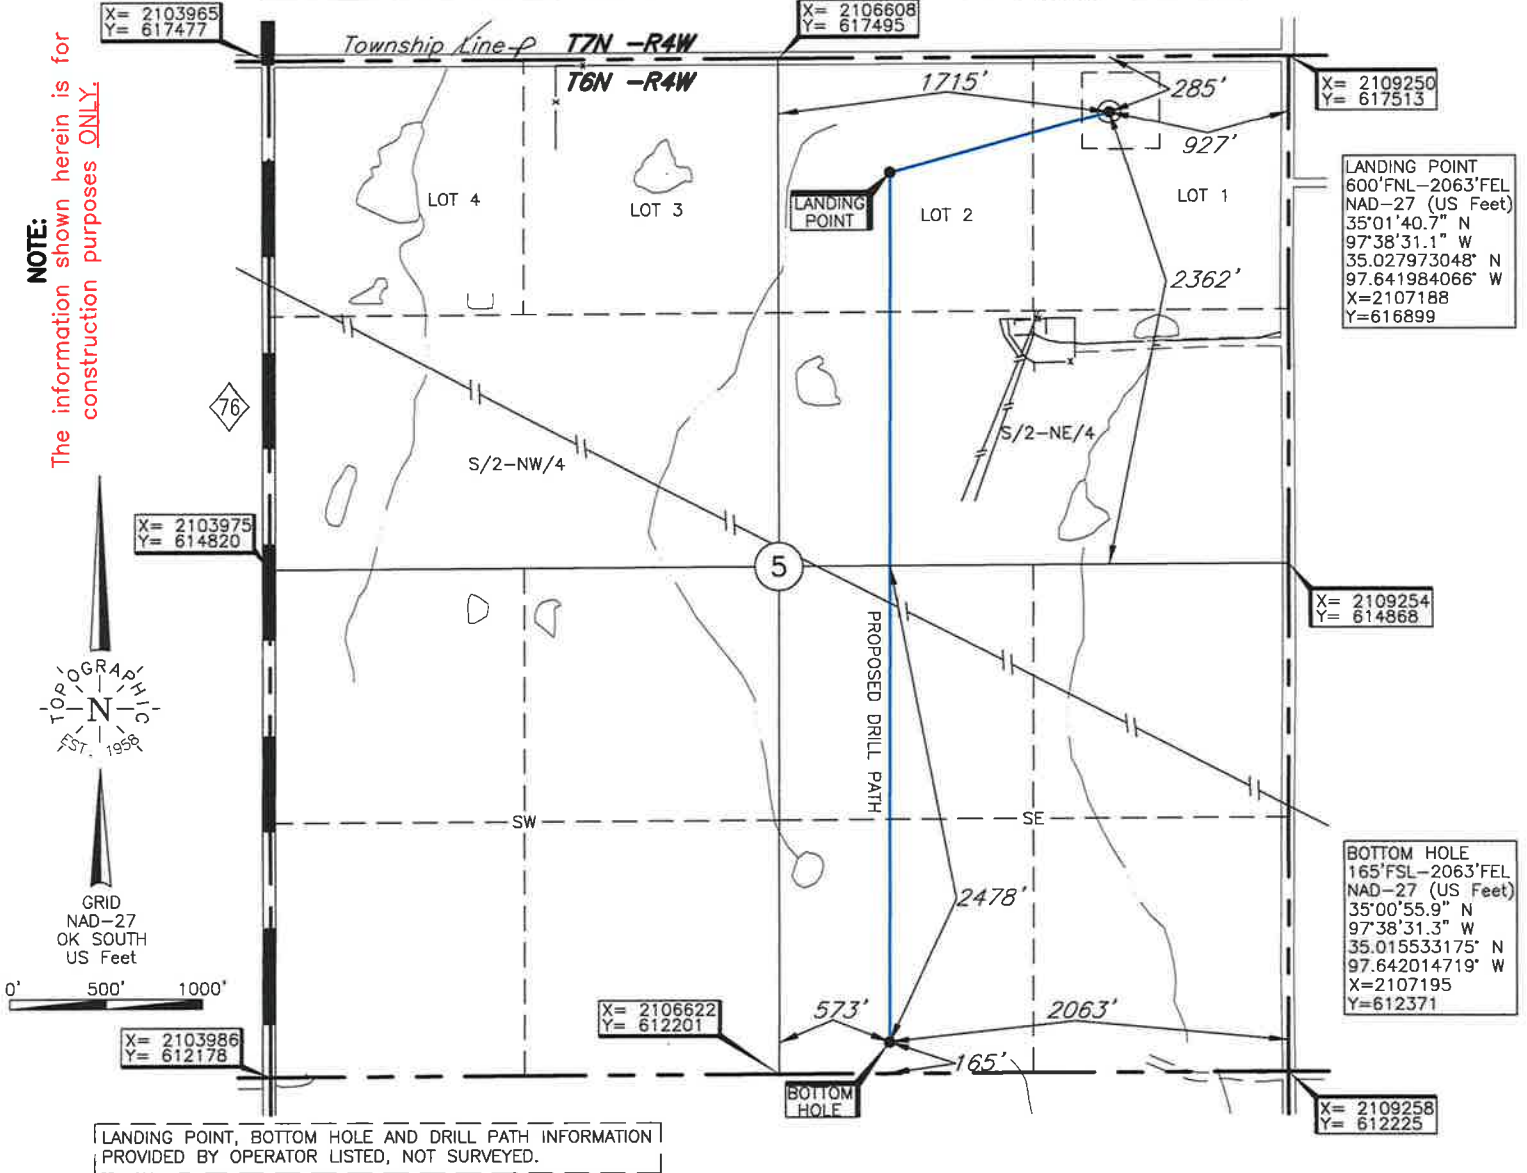 X= 2103965
Y= 617477
X= 2106608
Y= 617495
Township Line
T7N -R4W
T6N -R4W
X= 2109250
Y= 617513
NOTE:
The information shown herein is for
construction purposes ONLY.
1715'
285'
927'
LOT 4
LOT 3
LANDING
POINT
LOT 2
LOT 1
LANDING POINT
600'FNL-2063'FEL
NAD-27 (US Feet)
35°01'40.7" N
97°38'31.1" W
35.027973048° N
97.641984066° W
X=2107188
Y=616899
2362'
76
S/2-NW/4
S/2-NE/4
X= 2103975
Y= 614820
5
X= 2109254
Y= 614868
PROPOSED DRILL PATH
TOPOGRAPHIC
N
EST. 1958
SW
SE
GRID
NAD-27
OK SOUTH
US Feet
0' 500' 1000'
2478'
BOTTOM HOLE
165'FSL-2063'FEL
NAD-27 (US Feet)
35°00'55.9" N
97°38'31.3" W
35.015533175° N
97.642014719° W
X=2107195
Y=612371
X= 2106622
Y= 612201
573'
2063'
X= 2103986
Y= 612178
165'
BOTTOM
HOLE
X= 2109258
Y= 612225
LANDING POINT, BOTTOM HOLE AND DRILL PATH INFORMATION
PROVIDED BY OPERATOR LISTED, NOT SURVEYED.